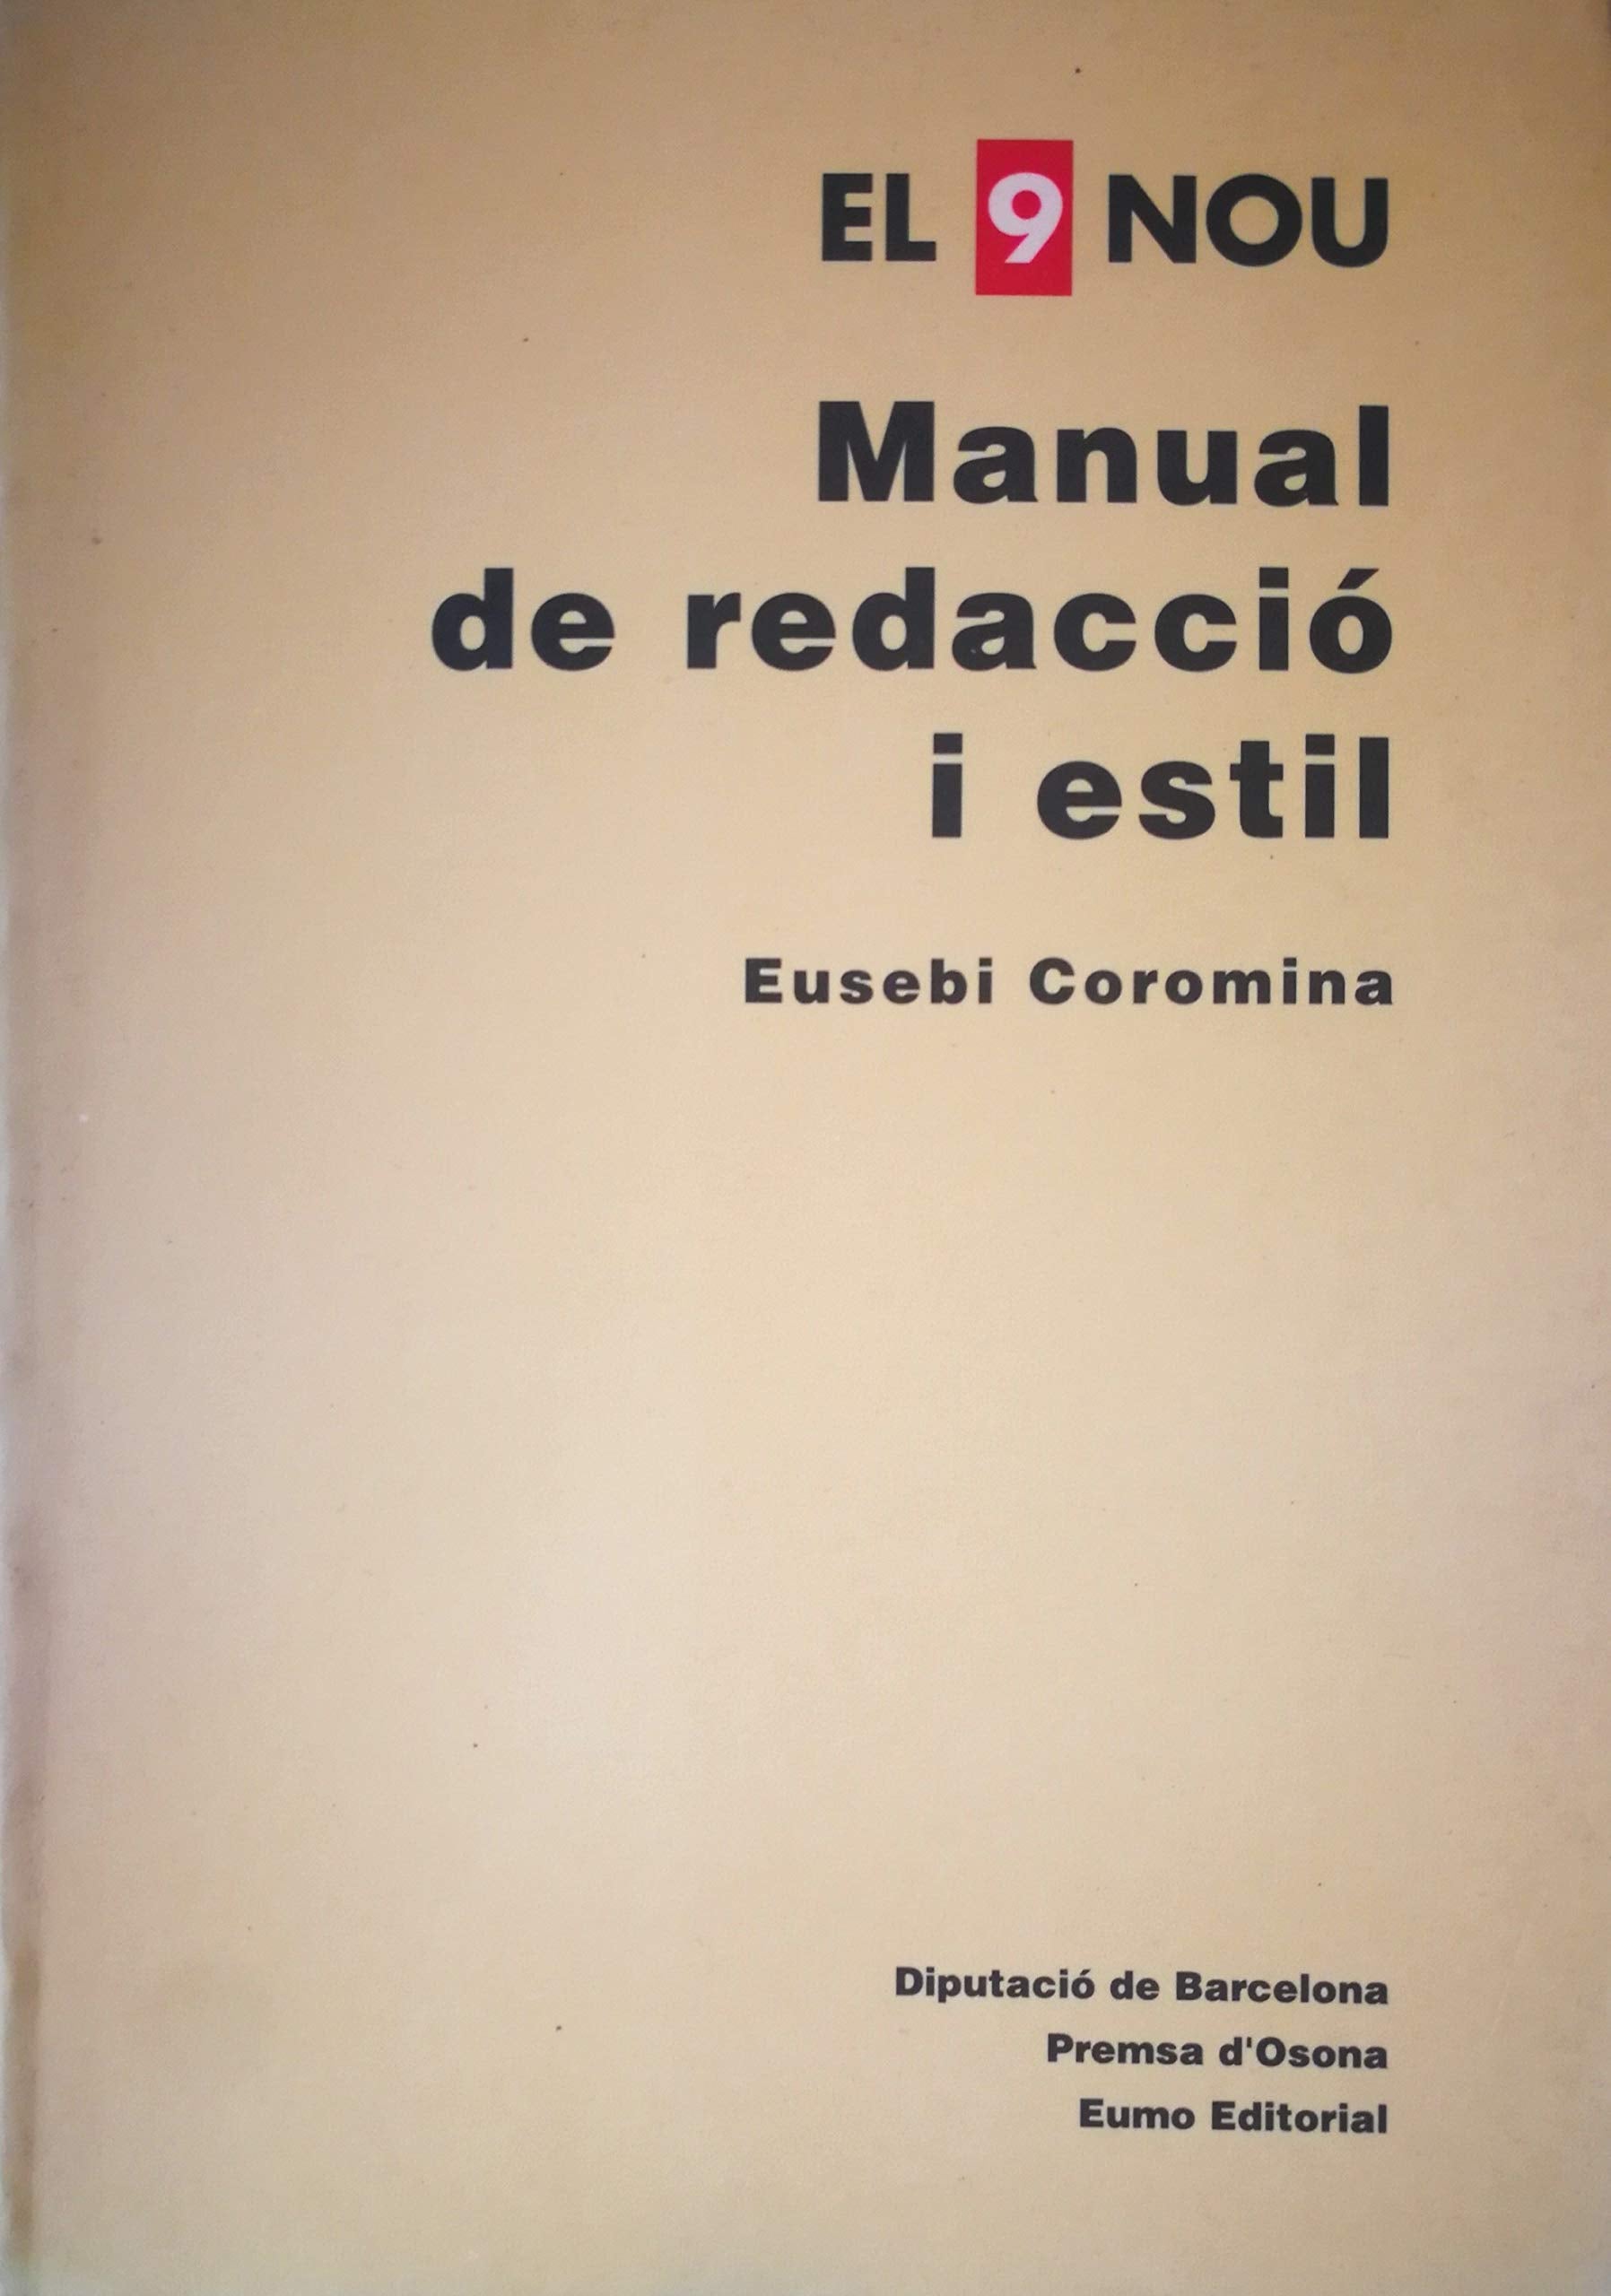 EL 9 NOU
Manual
de redacció
i estil
Eusebi Coromina
Diputació de Barcelona
Premsa d'Osona
Eumo Editorial